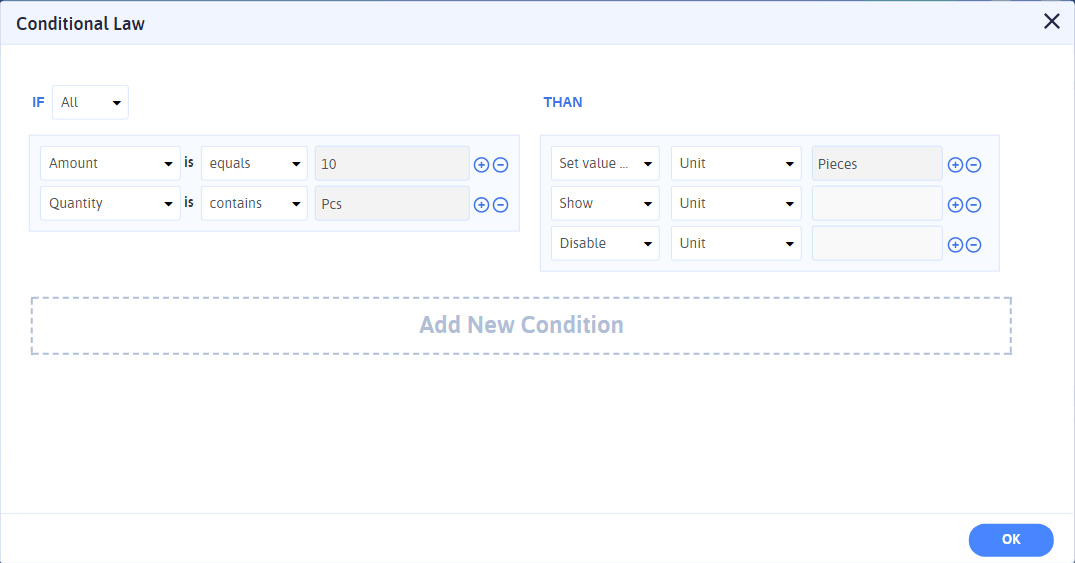 Conditional Law
IF All THAN
Amount is equals 10 Set value ... Unit Pieces
Quantity is contains Pcs Show Unit
Disable Unit
Add New Condition
OK